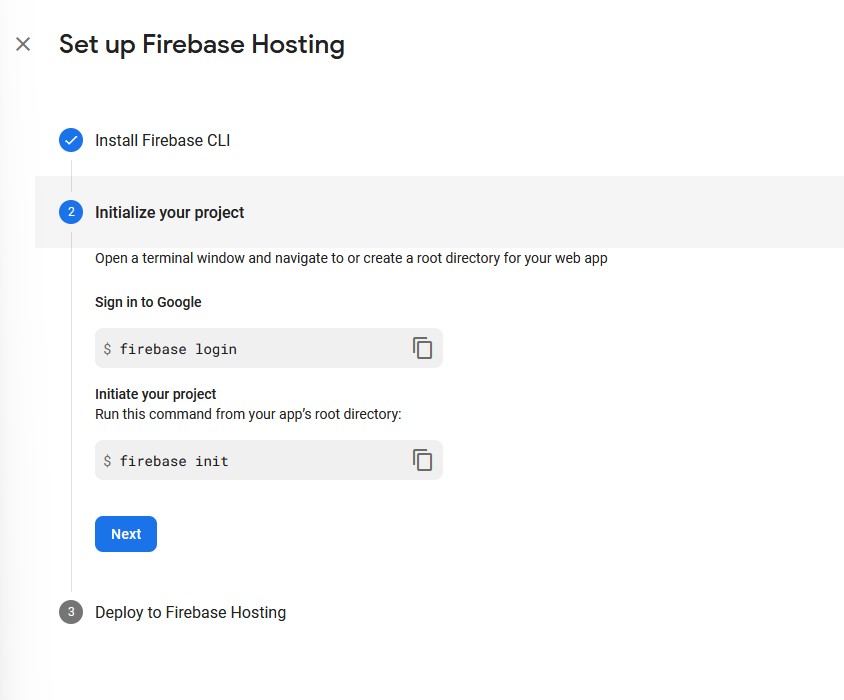 Set up Firebase Hosting
Install Firebase CLI
2 Initialize your project
Open a terminal window and navigate to or create a root directory for your web app
Sign in to Google
$ firebase login
Initiate your project
Run this command from your app’s root directory:
$ firebase init
Next
3 Deploy to Firebase Hosting